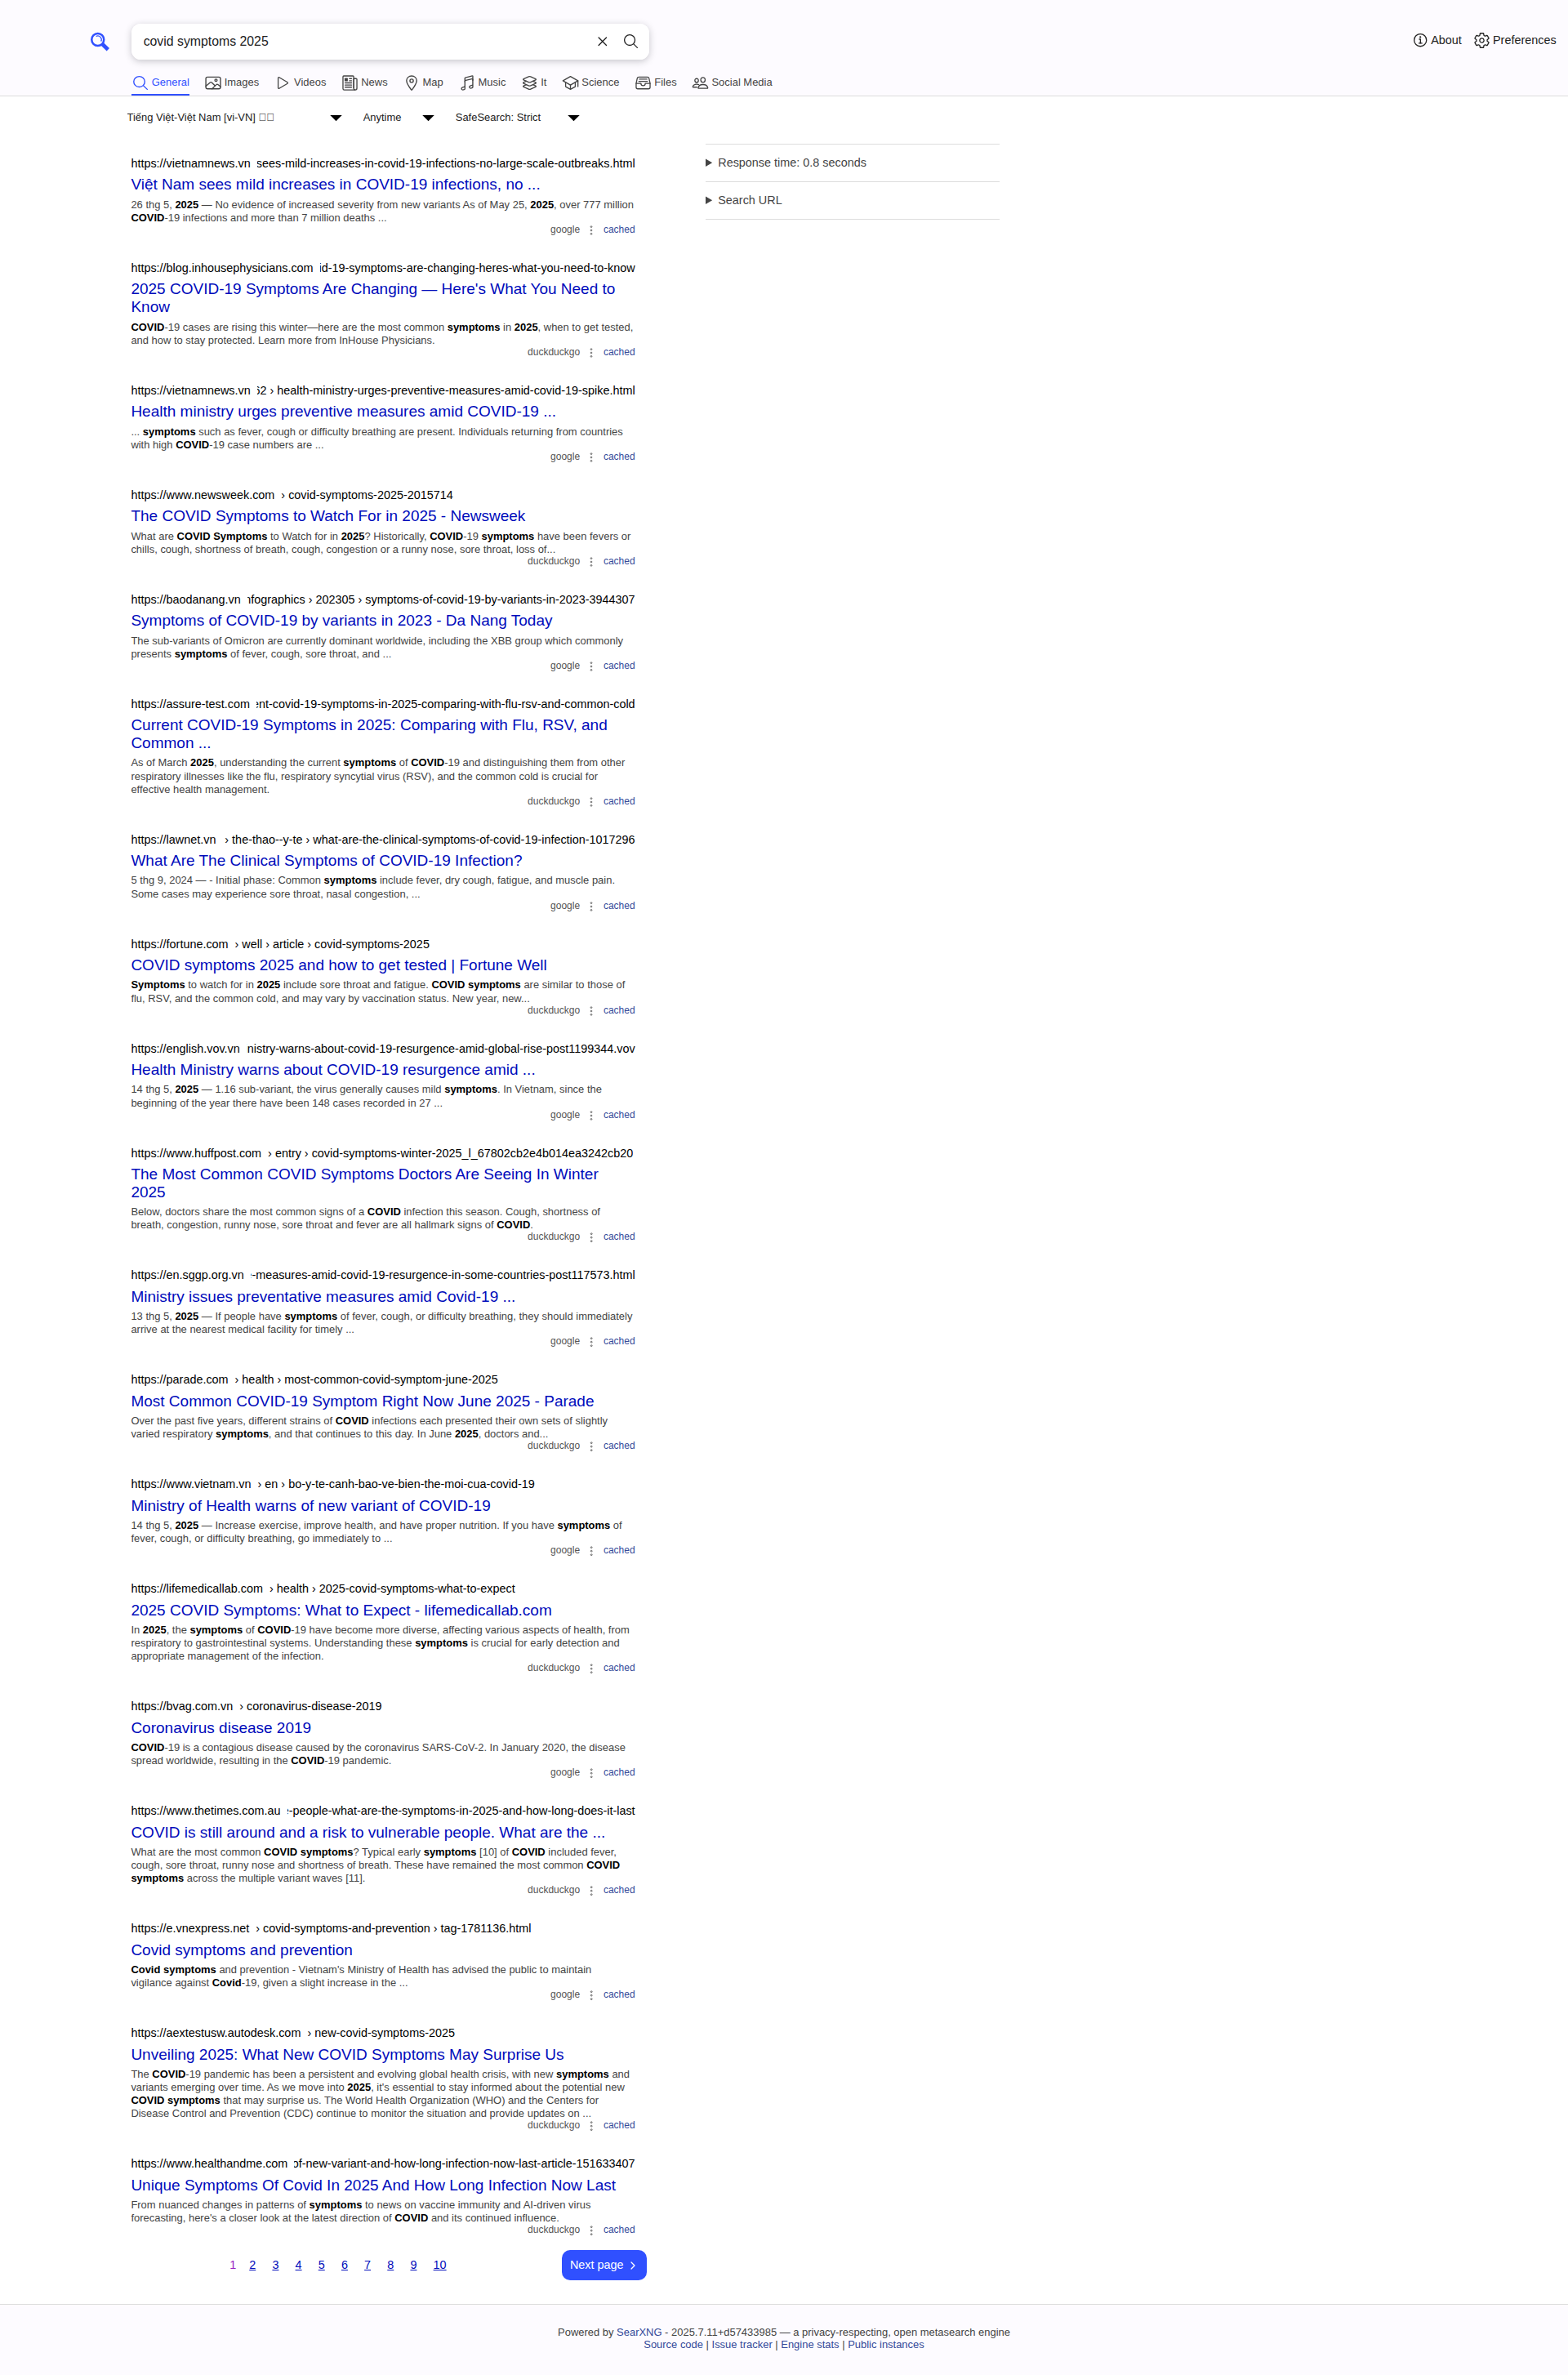 covid symptoms 2025
About
Preferences
General
Images
Videos
News
Map
Music
It
Science
Files
Social Media
Tiếng Việt-Việt Nam [vi-VN]
Anytime
SafeSearch: Strict
Response time: 0.8 seconds
Search URL
https://vietnamnews.vn sees-mild-increases-in-covid-19-infections-no-large-scale-outbreaks.html
Việt Nam sees mild increases in COVID-19 infections, no ...
26 thg 5, 2025 — No evidence of increased severity from new variants As of May 25, 2025, over 777 million
COVID-19 infections and more than 7 million deaths ...
google
cached
https://blog.inhousephysicians.com id-19-symptoms-are-changing-heres-what-you-need-to-know
2025 COVID-19 Symptoms Are Changing — Here's What You Need to
Know
COVID-19 cases are rising this winter—here are the most common symptoms in 2025, when to get tested,
and how to stay protected. Learn more from InHouse Physicians.
duckduckgo
cached
https://vietnamnews.vn 2 › health-ministry-urges-preventive-measures-amid-covid-19-spike.html
Health ministry urges preventive measures amid COVID-19 ...
... symptoms such as fever, cough or difficulty breathing are present. Individuals returning from countries
with high COVID-19 case numbers are ...
google
cached
https://www.newsweek.com › covid-symptoms-2025-2015714
The COVID Symptoms to Watch For in 2025 - Newsweek
What are COVID Symptoms to Watch for in 2025? Historically, COVID-19 symptoms have been fevers or
chills, cough, shortness of breath, cough, congestion or a runny nose, sore throat, loss of...
duckduckgo
cached
https://baodanang.vn fographics › 202305 › symptoms-of-covid-19-by-variants-in-2023-3944307
Symptoms of COVID-19 by variants in 2023 - Da Nang Today
The sub-variants of Omicron are currently dominant worldwide, including the XBB group which commonly
presents symptoms of fever, cough, sore throat, and ...
google
cached
https://assure-test.com nt-covid-19-symptoms-in-2025-comparing-with-flu-rsv-and-common-cold
Current COVID-19 Symptoms in 2025: Comparing with Flu, RSV, and
Common ...
As of March 2025, understanding the current symptoms of COVID-19 and distinguishing them from other
respiratory illnesses like the flu, respiratory syncytial virus (RSV), and the common cold is crucial for
effective health management.
duckduckgo
cached
https://lawnet.vn › the-thao--y-te › what-are-the-clinical-symptoms-of-covid-19-infection-1017296
What Are The Clinical Symptoms of COVID-19 Infection?
5 thg 9, 2024 — - Initial phase: Common symptoms include fever, dry cough, fatigue, and muscle pain.
Some cases may experience sore throat, nasal congestion, ...
google
cached
https://fortune.com › well › article › covid-symptoms-2025
COVID symptoms 2025 and how to get tested | Fortune Well
Symptoms to watch for in 2025 include sore throat and fatigue. COVID symptoms are similar to those of
flu, RSV, and the common cold, and may vary by vaccination status. New year, new...
duckduckgo
cached
https://english.vov.vn nistry-warns-about-covid-19-resurgence-amid-global-rise-post1199344.vov
Health Ministry warns about COVID-19 resurgence amid ...
14 thg 5, 2025 — 1.16 sub-variant, the virus generally causes mild symptoms. In Vietnam, since the
beginning of the year there have been 148 cases recorded in 27 ...
google
cached
https://www.huffpost.com › entry › covid-symptoms-winter-2025_l_67802cb2e4b014ea3242cb20
The Most Common COVID Symptoms Doctors Are Seeing In Winter
2025
Below, doctors share the most common signs of a COVID infection this season. Cough, shortness of
breath, congestion, runny nose, sore throat and fever are all hallmark signs of COVID.
duckduckgo
cached
https://en.sggp.org.vn -measures-amid-covid-19-resurgence-in-some-countries-post117573.html
Ministry issues preventative measures amid Covid-19 ...
13 thg 5, 2025 — If people have symptoms of fever, cough, or difficulty breathing, they should immediately
arrive at the nearest medical facility for timely ...
google
cached
https://parade.com › health › most-common-covid-symptom-june-2025
Most Common COVID-19 Symptom Right Now June 2025 - Parade
Over the past five years, different strains of COVID infections each presented their own sets of slightly
varied respiratory symptoms, and that continues to this day. In June 2025, doctors and...
duckduckgo
cached
https://www.vietnam.vn › en › bo-y-te-canh-bao-ve-bien-the-moi-cua-covid-19
Ministry of Health warns of new variant of COVID-19
14 thg 5, 2025 — Increase exercise, improve health, and have proper nutrition. If you have symptoms of
fever, cough, or difficulty breathing, go immediately to ...
google
cached
https://lifemedicallab.com › health › 2025-covid-symptoms-what-to-expect
2025 COVID Symptoms: What to Expect - lifemedicallab.com
In 2025, the symptoms of COVID-19 have become more diverse, affecting various aspects of health, from
respiratory to gastrointestinal systems. Understanding these symptoms is crucial for early detection and
appropriate management of the infection.
duckduckgo
cached
https://bvag.com.vn › coronavirus-disease-2019
Coronavirus disease 2019
COVID-19 is a contagious disease caused by the coronavirus SARS-CoV-2. In January 2020, the disease
spread worldwide, resulting in the COVID-19 pandemic.
google
cached
https://www.thetimes.com.au -people-what-are-the-symptoms-in-2025-and-how-long-does-it-last
COVID is still around and a risk to vulnerable people. What are the ...
What are the most common COVID symptoms? Typical early symptoms [10] of COVID included fever,
cough, sore throat, runny nose and shortness of breath. These have remained the most common COVID
symptoms across the multiple variant waves [11].
duckduckgo
cached
https://e.vnexpress.net › covid-symptoms-and-prevention › tag-1781136.html
Covid symptoms and prevention
Covid symptoms and prevention - Vietnam's Ministry of Health has advised the public to maintain
vigilance against Covid-19, given a slight increase in the ...
google
cached
https://aextestusw.autodesk.com › new-covid-symptoms-2025
Unveiling 2025: What New COVID Symptoms May Surprise Us
The COVID-19 pandemic has been a persistent and evolving global health crisis, with new symptoms and
variants emerging over time. As we move into 2025, it's essential to stay informed about the potential new
COVID symptoms that may surprise us. The World Health Organization (WHO) and the Centers for
Disease Control and Prevention (CDC) continue to monitor the situation and provide updates on ...
duckduckgo
cached
https://www.healthandme.com of-new-variant-and-how-long-infection-now-last-article-151633407
Unique Symptoms Of Covid In 2025 And How Long Infection Now Last
From nuanced changes in patterns of symptoms to news on vaccine immunity and AI-driven virus
forecasting, here's a closer look at the latest direction of COVID and its continued influence.
duckduckgo
cached
1 2 3 4 5 6 7 8 9 10
Next page
Powered by SearXNG - 2025.7.11+d57433985 — a privacy-respecting, open metasearch engine
Source code | Issue tracker | Engine stats | Public instances